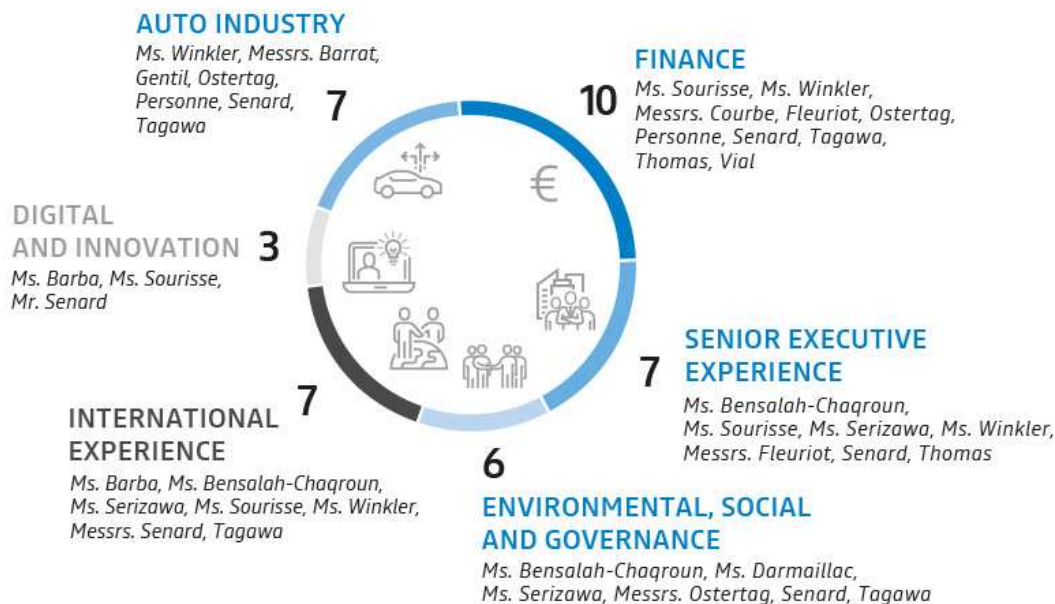 AUTO INDUSTRY
Ms. Winkler, Messrs. Barrat,
Gentil, Ostertag,
Personne, Senard,
Tagawa
7
FINANCE
10
Ms. Sourisse, Ms. Winkler,
Messrs. Courbe, Fleuriot, Ostertag,
Personne, Senard, Tagawa,
Thomas, Vial
€
DIGITAL
AND INNOVATION
3
Ms. Barba, Ms. Sourisse,
Mr. Senard
SENIOR EXECUTIVE
EXPERIENCE
7
Ms. Bensalah-Chaqroun,
Ms. Sourisse, Ms. Serizawa, Ms. Winkler,
Messrs. Fleuriot, Senard, Thomas
INTERNATIONAL
EXPERIENCE
7
Ms. Barba, Ms. Bensalah-Chaqroun,
Ms. Serizawa, Ms. Sourisse, Ms. Winkler,
Messrs. Senard, Tagawa
6
ENVIRONMENTAL, SOCIAL
AND GOVERNANCE
Ms. Bensalah-Chaqroun, Ms. Darmaillac,
Ms. Serizawa, Messrs. Ostertag, Senard, Tagawa